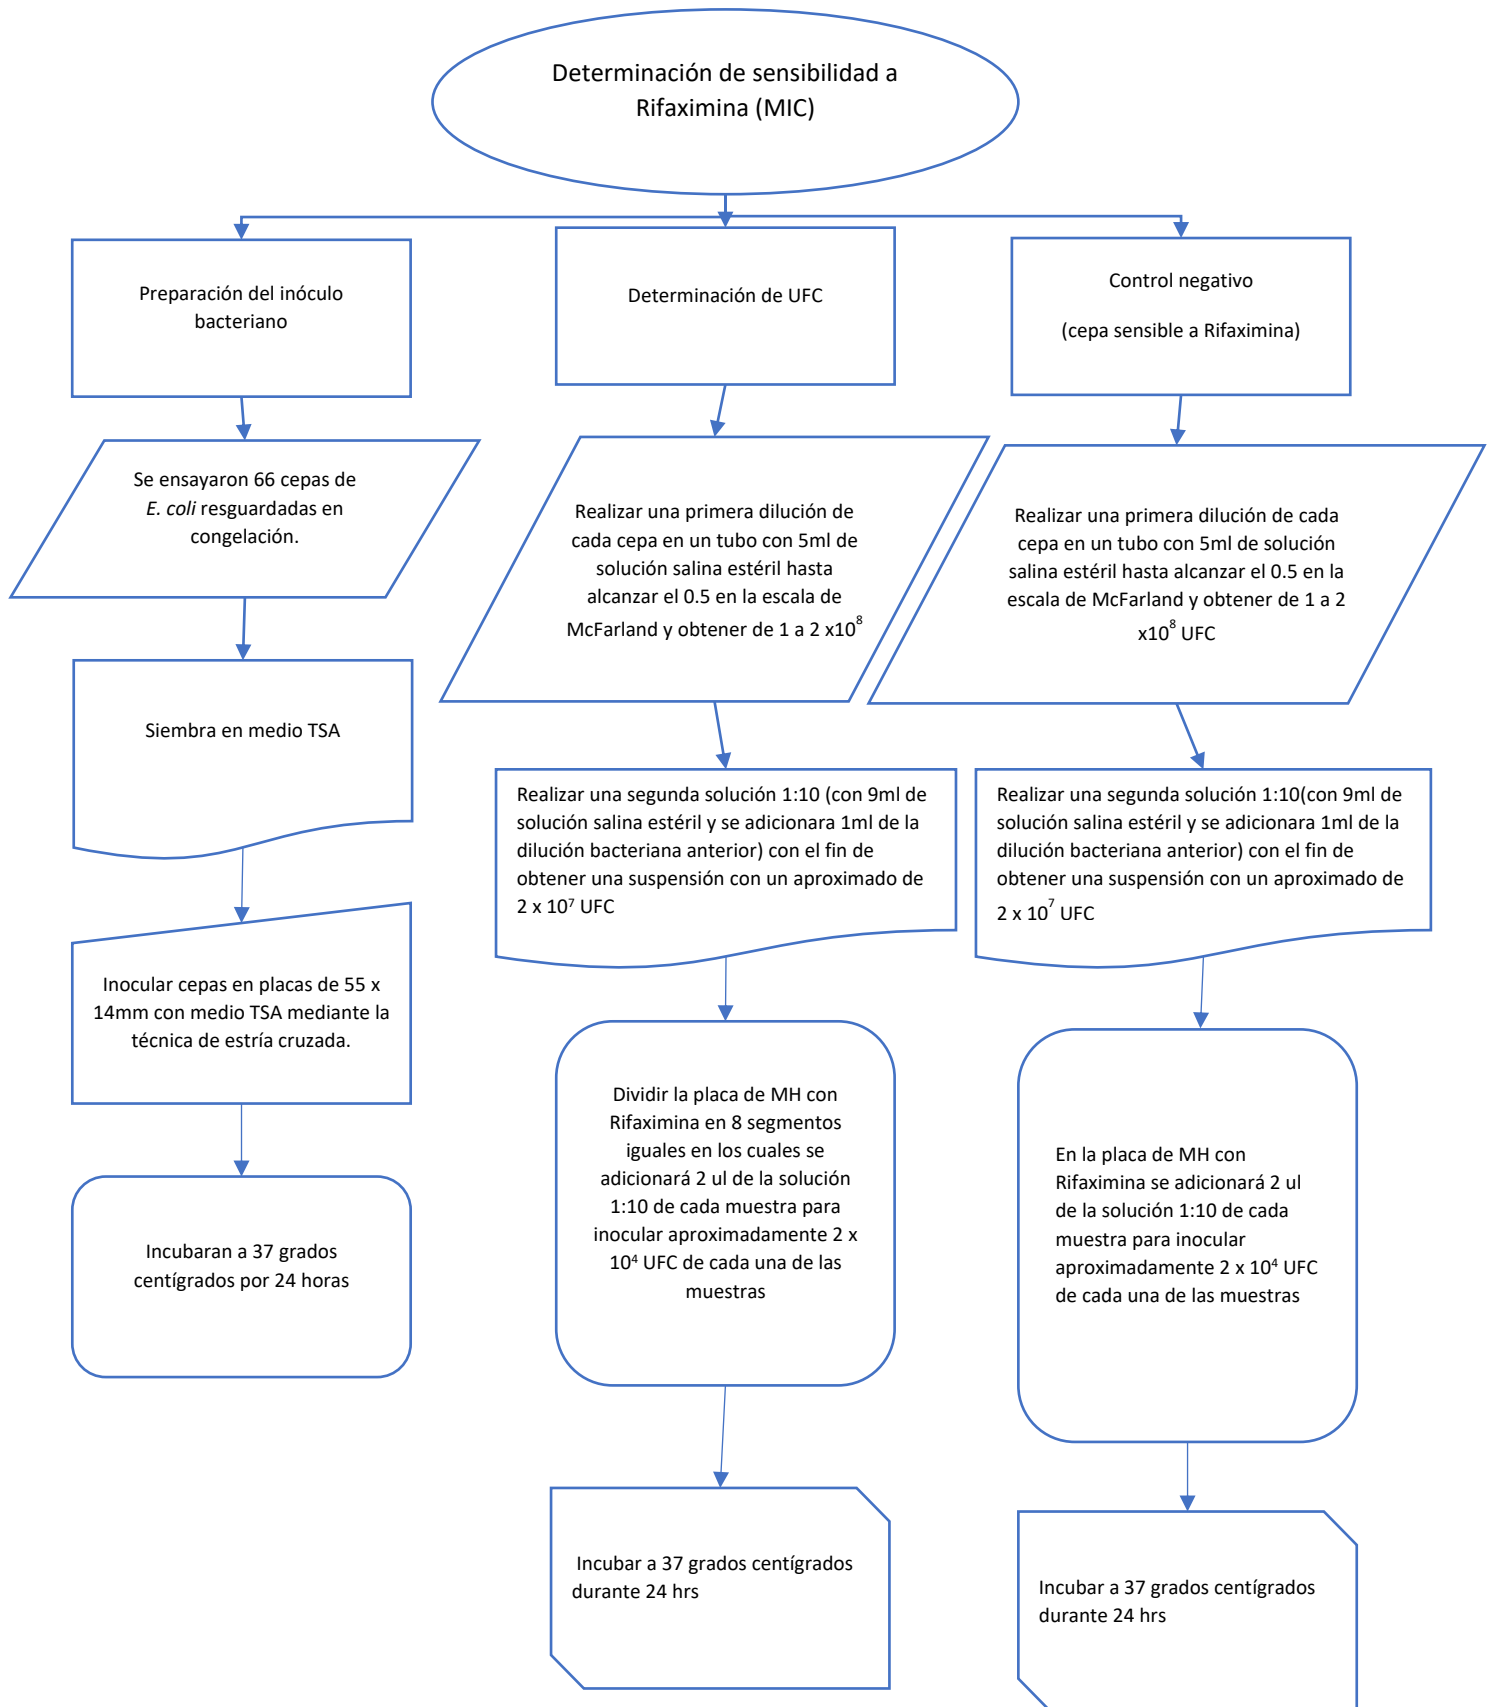 Determinación de sensibilidad a
Rifaximina (MIC)
Preparación del inóculo
bacteriano
Determinación de UFC
Control negativo
(cepa sensible a Rifaximina)
Se ensayaron 66 cepas de
E. coli resguardadas en
congelación.
Realizar una primera dilución de
cada cepa en un tubo con 5ml de
solución salina estéril hasta
alcanzar el 0.5 en la escala de
McFarland y obtener de 1 a 2 x10⁸
Realizar una primera dilución de cada
cepa en un tubo con 5ml de solución
salina estéril hasta alcanzar el 0.5 en la
escala de McFarland y obtener de 1 a 2
x10⁸ UFC
Siembra en medio TSA
Realizar una segunda solución 1:10 (con 9ml de
solución salina estéril y se adicionara 1ml de la
dilución bacteriana anterior) con el fin de
obtener una suspensión con un aproximado de
2 x 10⁷ UFC
Realizar una segunda solución 1:10(con 9ml de
solución salina estéril y se adicionara 1ml de la
dilución bacteriana anterior) con el fin de
obtener una suspensión con un aproximado de
2 x 10⁷ UFC
Inocular cepas en placas de 55 x
14mm con medio TSA mediante la
técnica de estría cruzada.
Dividir la placa de MH con
Rifaximina en 8 segmentos
iguales en los cuales se
adicionará 2 ul de la solución
1:10 de cada muestra para
inocular aproximadamente 2 x
10⁴ UFC de cada una de las
muestras
En la placa de MH con
Rifaximina se adicionará 2 ul
de la solución 1:10 de cada
muestra para inocular
aproximadamente 2 x 10⁴ UFC
de cada una de las muestras
Incubaran a 37 grados
centígrados por 24 horas
Incubar a 37 grados centígrados
durante 24 hrs
Incubar a 37 grados centígrados
durante 24 hrs